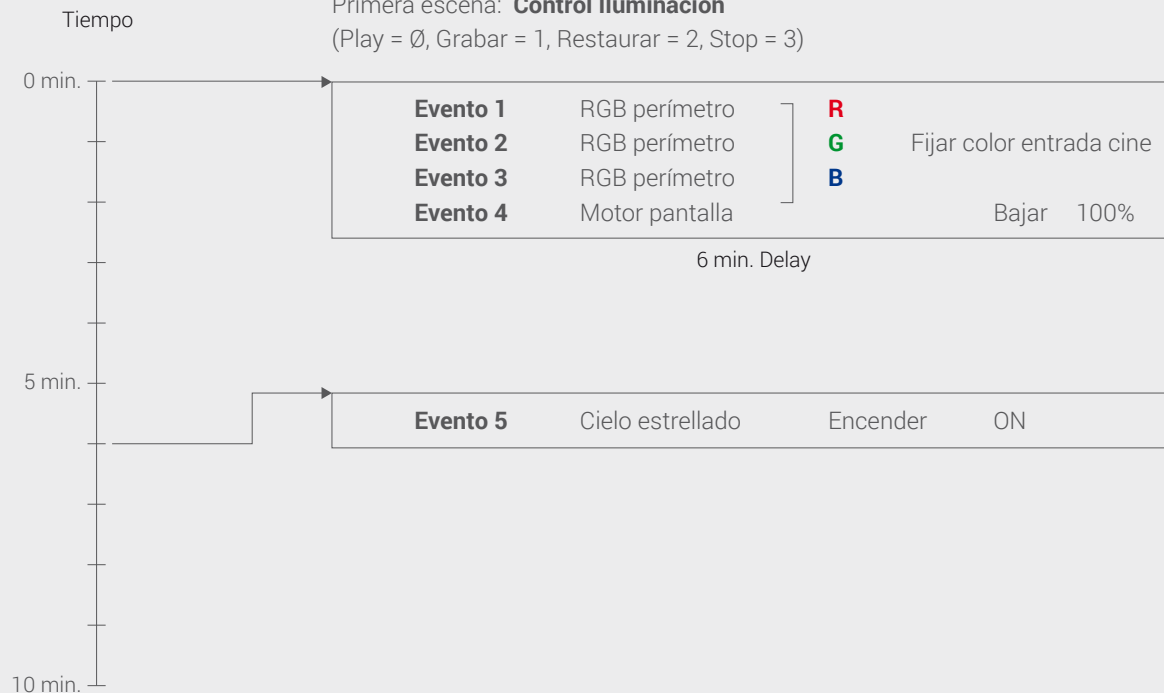 Primera escena: Control Iluminación
Tiempo
(Play = Ø, Grabar = 1, Restaurar = 2, Stop = 3)
0 min.
Evento 1 RGB perímetro R
Evento 2 RGB perímetro G Fijar color entrada cine
Evento 3 RGB perímetro B
Evento 4 Motor pantalla Bajar 100%
6 min. Delay
5 min.
Evento 5 Cielo estrellado Encender ON
10 min.